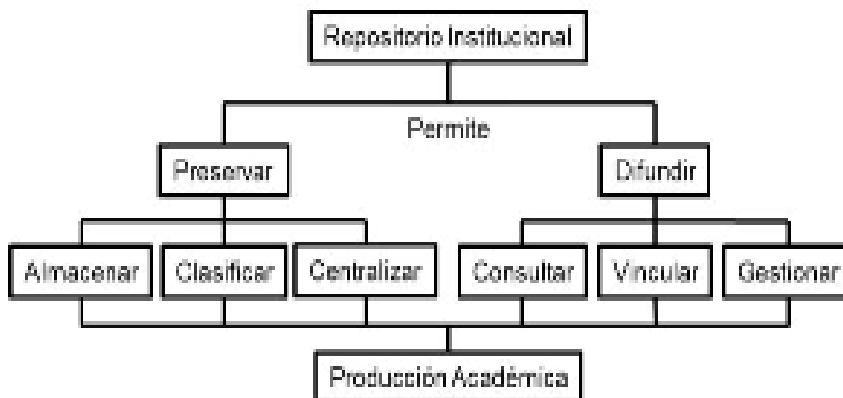 Repositorio Institucional
Permite
Preservar
Difundir
Almacenar
Clasificar
Centralizar
Consultar
Vincular
Gestionar
Producción Académica